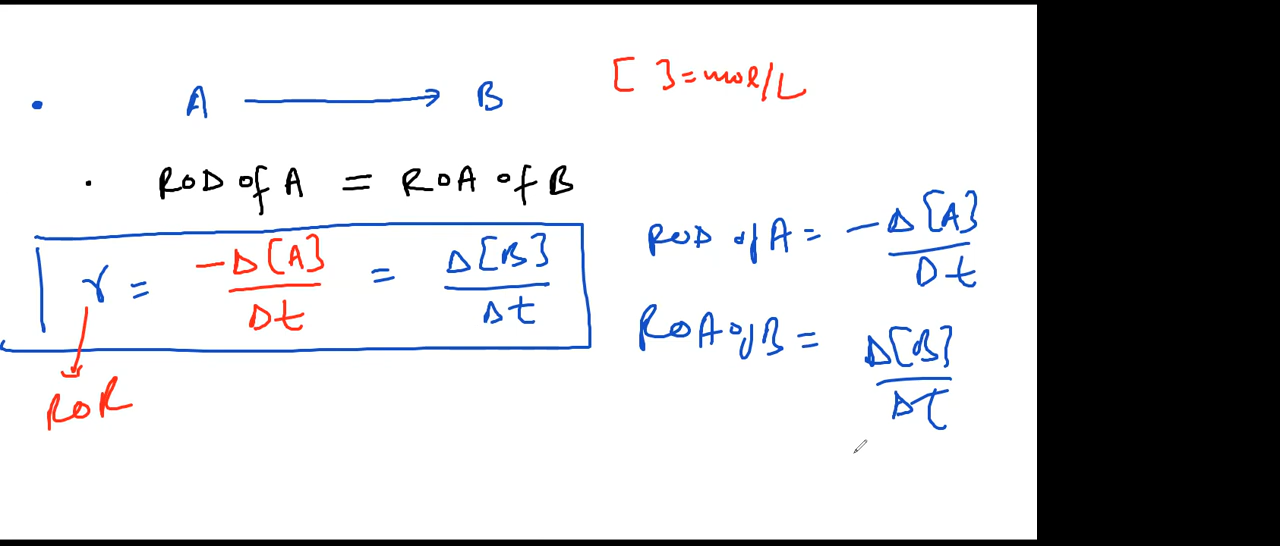 A ⟶ B [ ] = mol/L
ROD of A = ROA of B
r = -Δ[A]/Δt = Δ[B]/Δt
ROR
ROD of A = -Δ[A]/Δt
ROA of B = Δ[B]/Δt